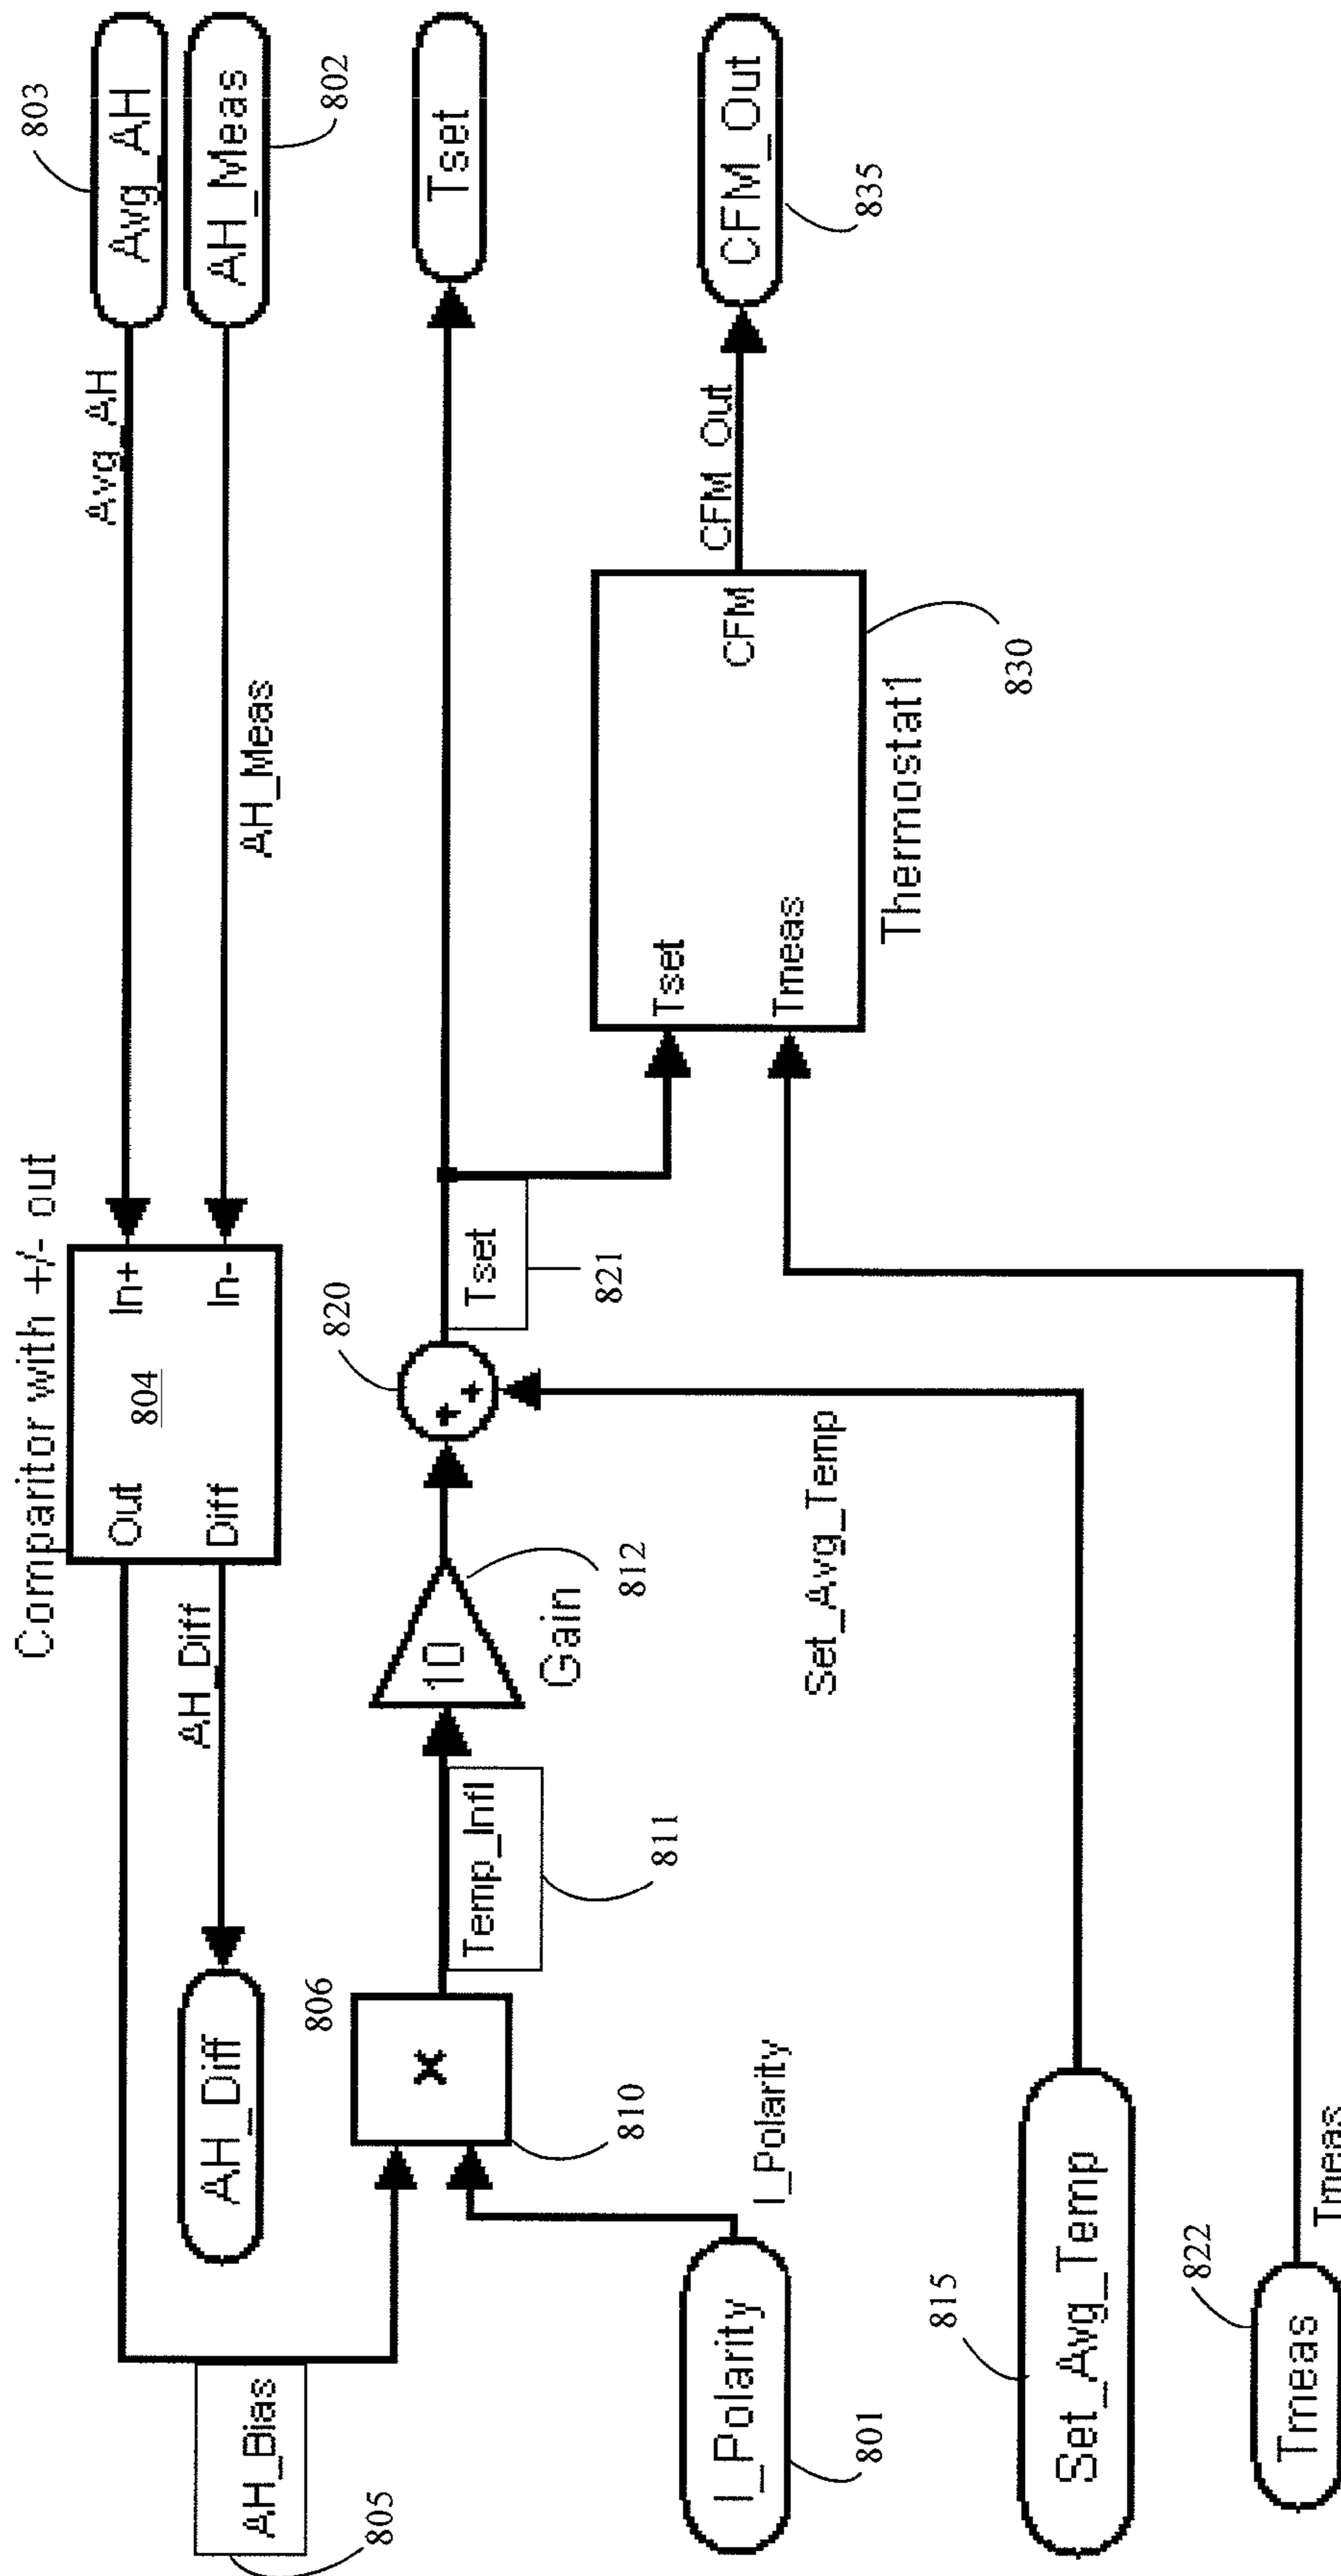 Comparitor with +/- out
803
Avg_AH
Avg_AH
AH_Meas
802
AH_Meas
In+
In-
804
Out
Diff
AH_Diff
AH_Diff
AH_Bias
805
806
x
810
I_Polarity
I_Polarity
801
Temp_Infl
811
10
Gain
812
820
+
+
Tset
821
Tset
Set_Avg_Temp
Set_Avg_Temp
815
Tmeas
Tmeas
822
Tset
Tmeas
CFM
Thermostat1
830
CFM_Out
CFM_Out
835